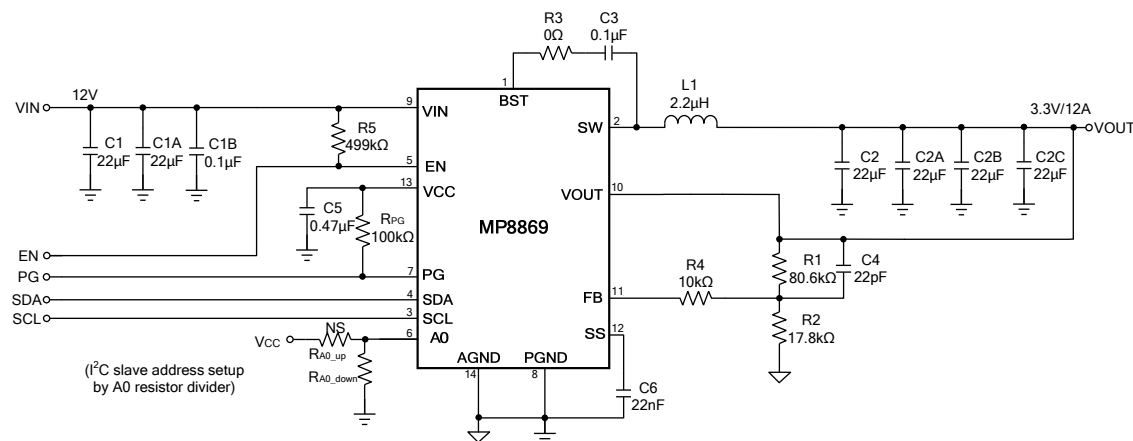 R3
0Ω
C3
0.1µF
1
BST
VIN
12V
9
VIN
C1
22µF
C1A
22µF
C1B
0.1µF
R5
499kΩ
5
EN
13
VCC
C5
0.47µF
RPG
100kΩ
MP8869
SW
2
L1
2.2µH
3.3V/12A
VOUT
C2
22µF
C2A
22µF
C2B
22µF
C2C
22µF
VOUT
10
R1
80.6kΩ
C4
22pF
R4
10kΩ
FB
11
R2
17.8kΩ
SS
12
C6
22nF
EN
PG
7
PG
SDA
4
SDA
SCL
3
SCL
VCC
NS
6
A0
RA0_up
RA0_down
(I²C slave address setup
by A0 resistor divider)
AGND
14
PGND
8